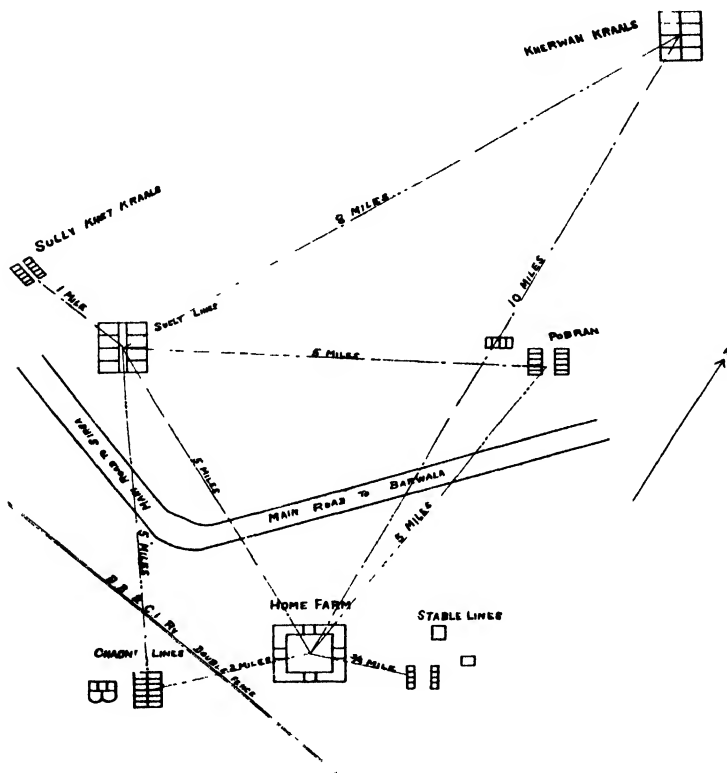 KHERWAN KRAALS
8 MILES
SULLY KHET KRAALS
1 MILE
10 MILES
LINES
POBRAN
6 MILES
MAIN ROAD TO SIRSA
5 MILES
MAIN ROAD TO BARWALA
5 MILES
5 MILES
B.B & C.I RY
DOUBLE FENCE
HOME FARM
STABLE LINES
CHAONI LINES
2 MILES
3/4 MILE